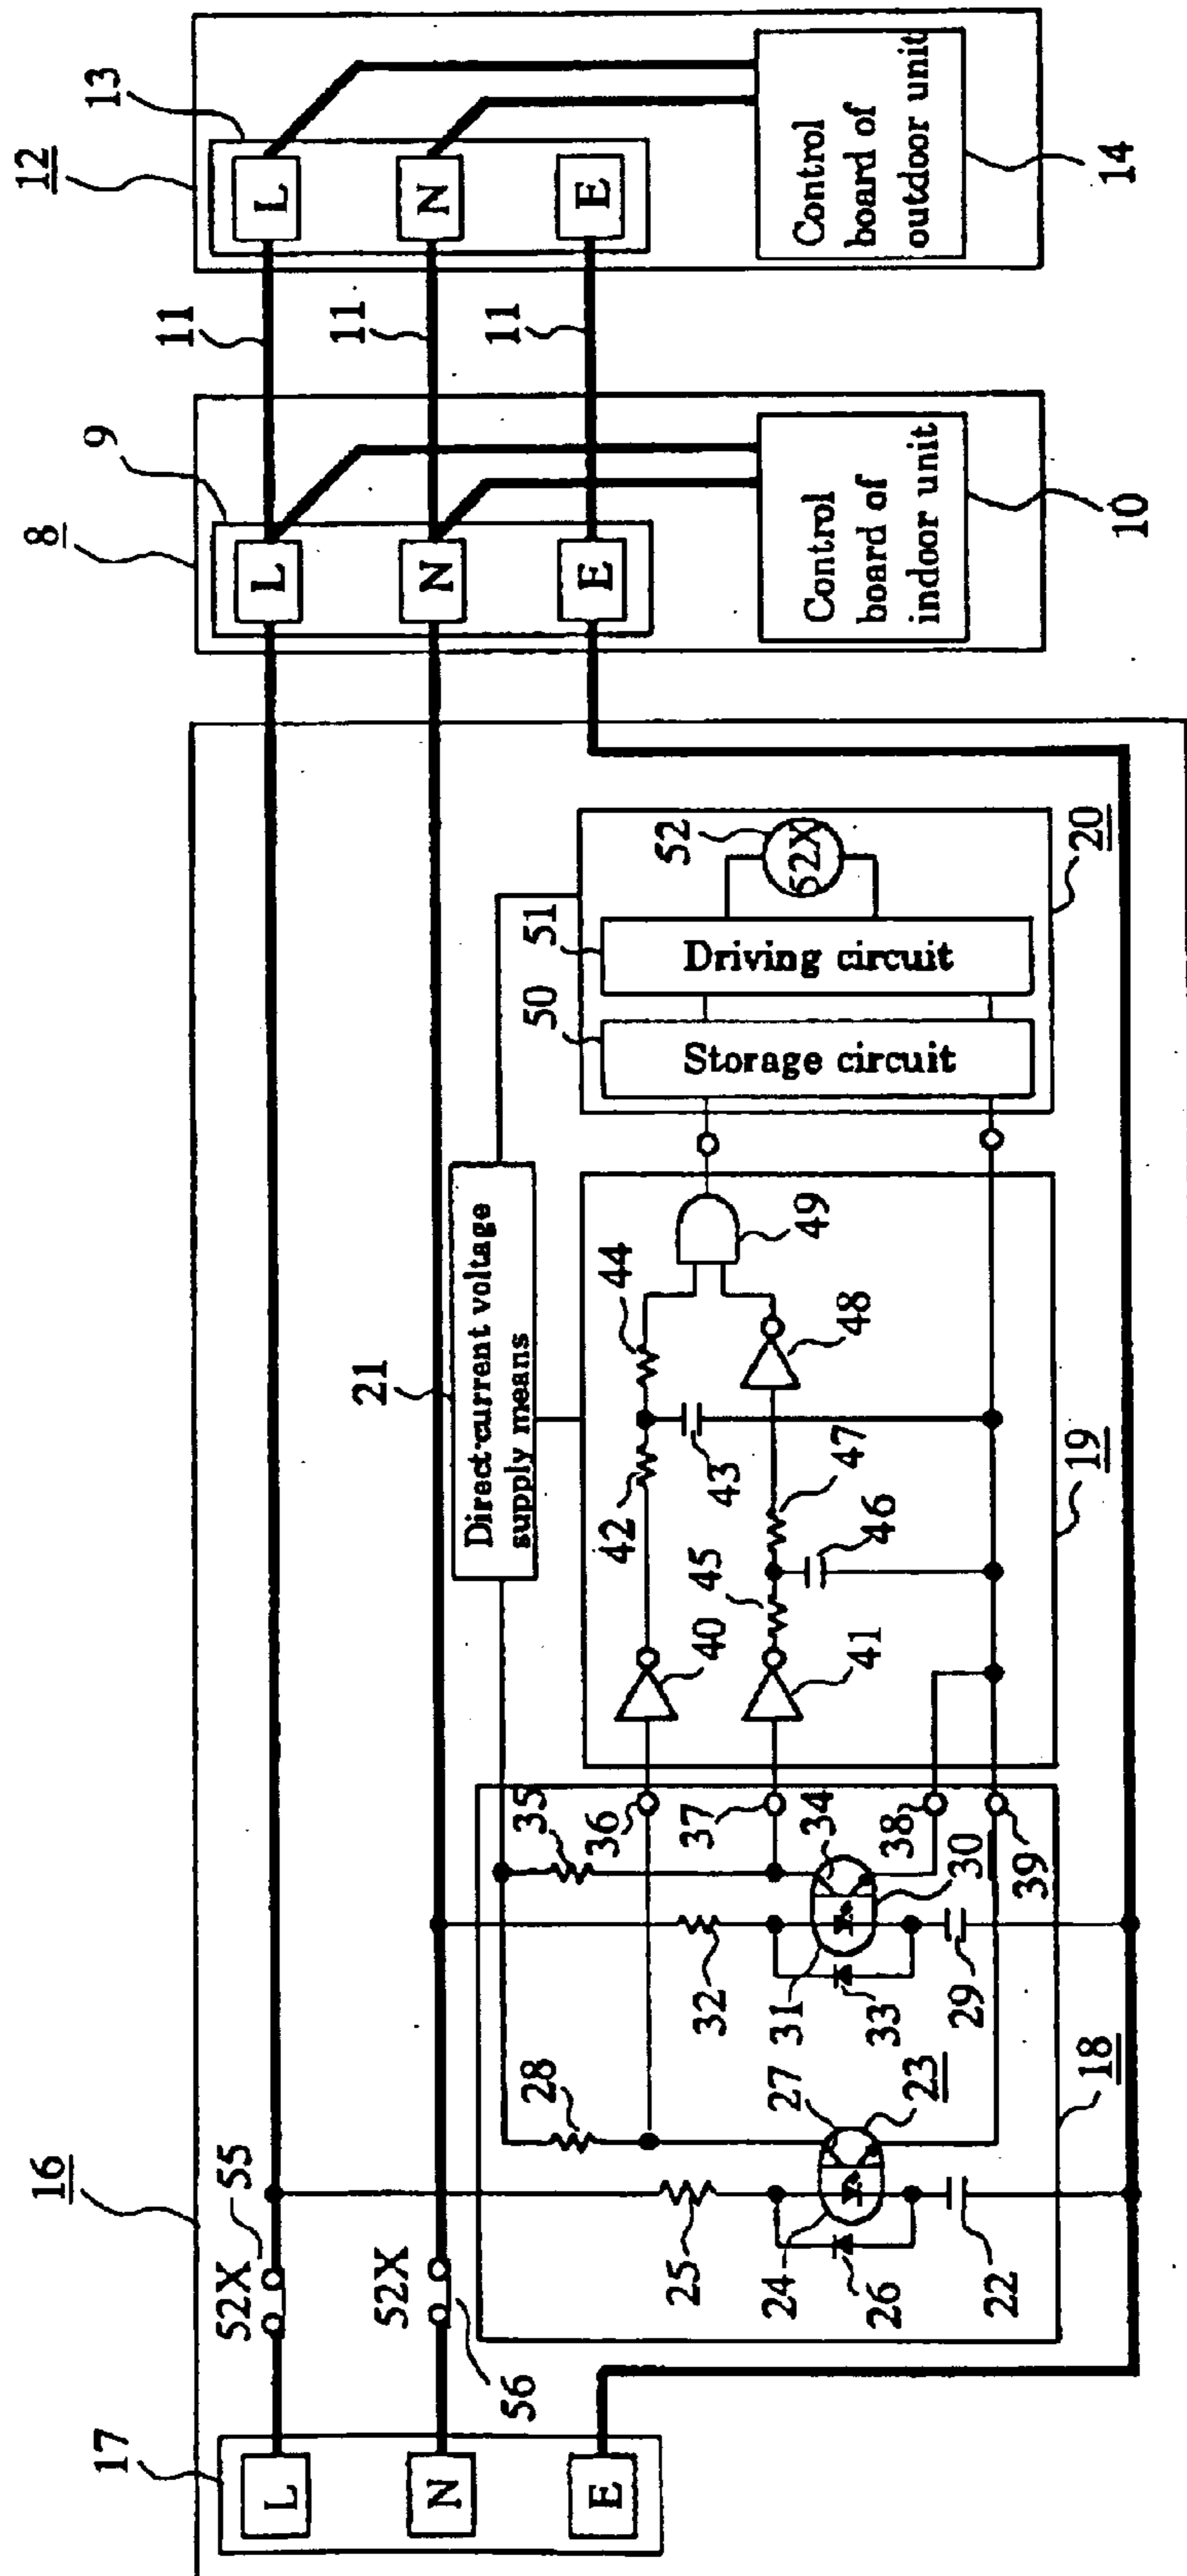 16
17
L
N
E
52X
55
52X
56
21
Direct-current voltage
supply means
8
9
L
N
E
Control
board of
indoor unit
10
11
11
11
12
13
L
N
E
Control
board of
outdoor unit
14
28
35
36
37
38
39
25
27
23
24
26
22
32
34
30
31
33
29
18
40
41
42
44
43
45
47
46
48
49
19
50
51
52
52X
Storage circuit
Driving circuit
20